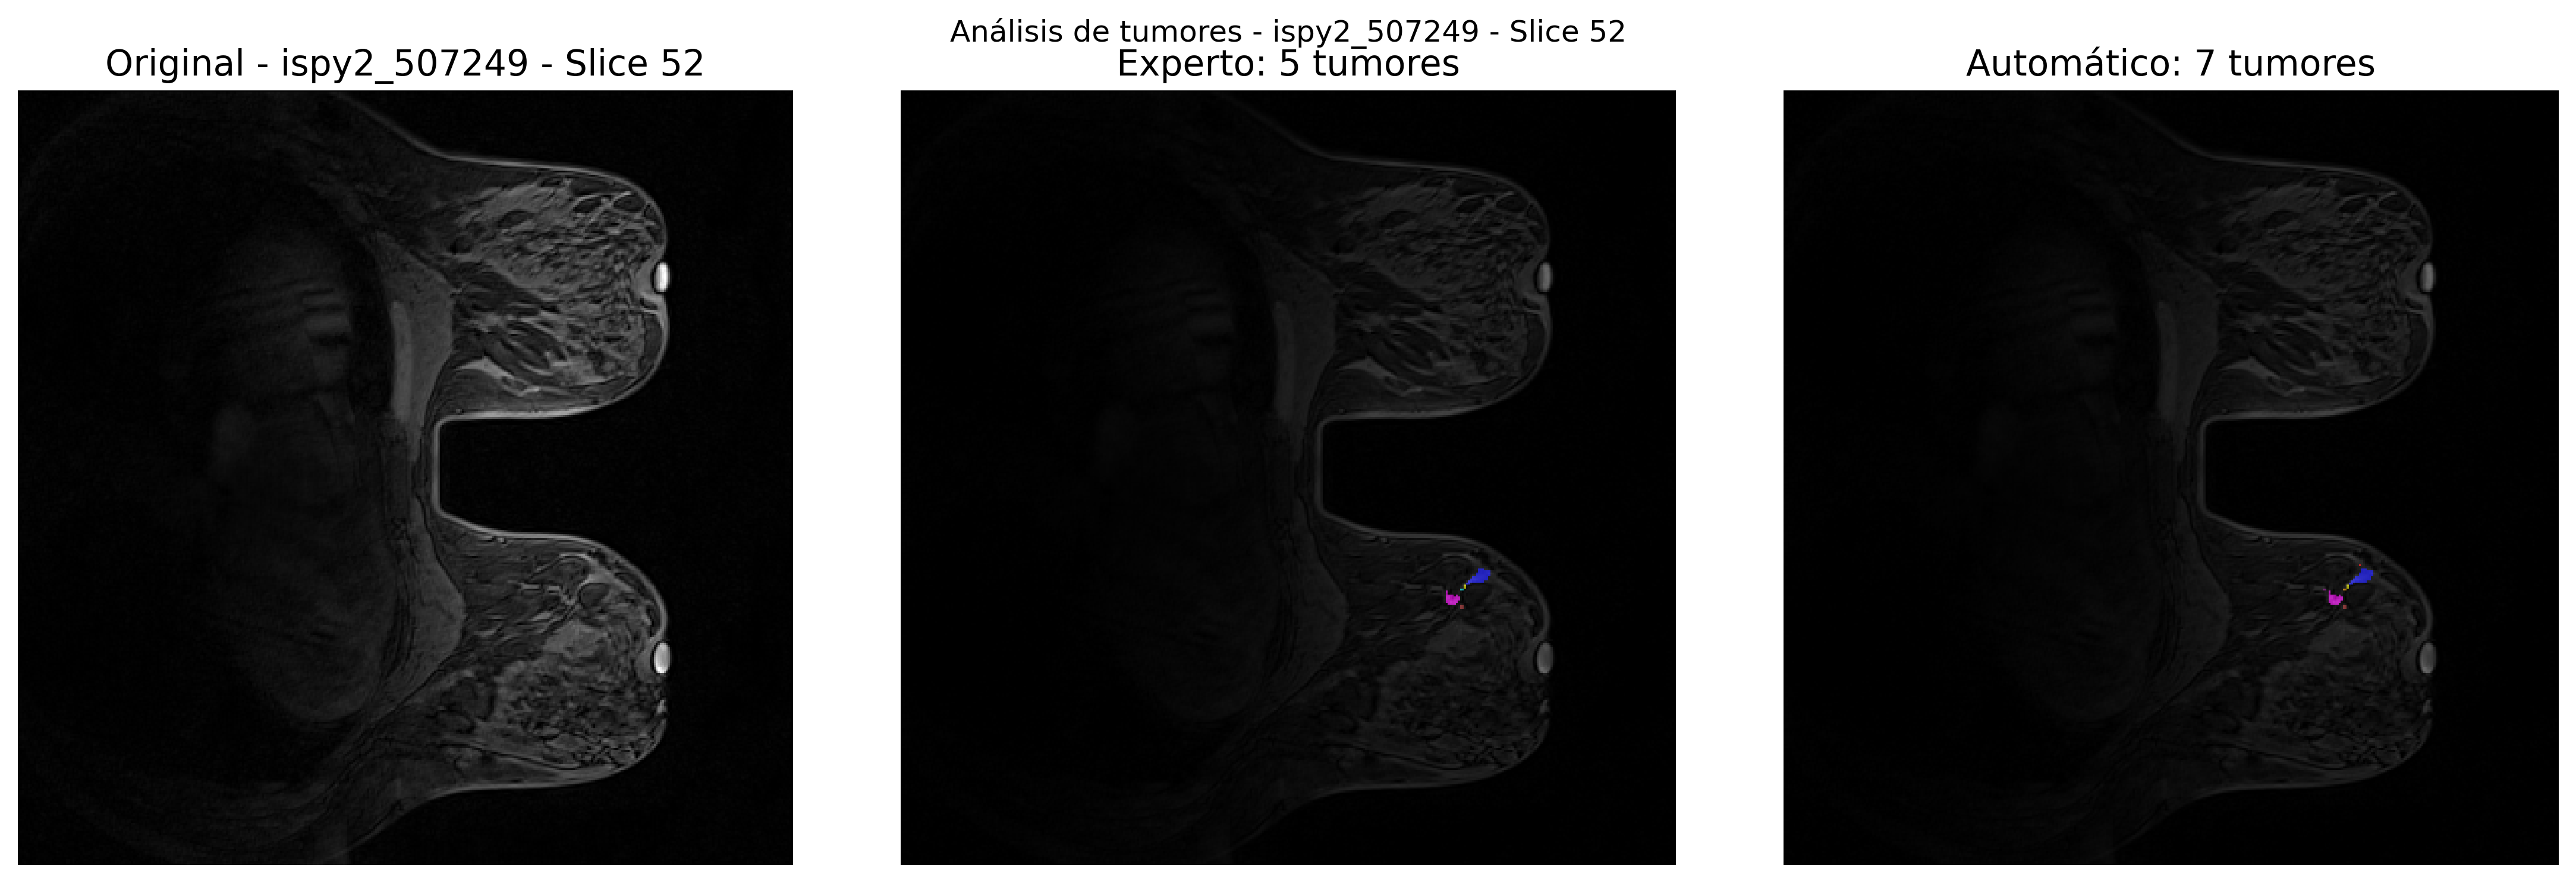 Análisis de tumores - ispy2_507249 - Slice 52
Original - ispy2_507249 - Slice 52
Experto: 5 tumores
Automático: 7 tumores